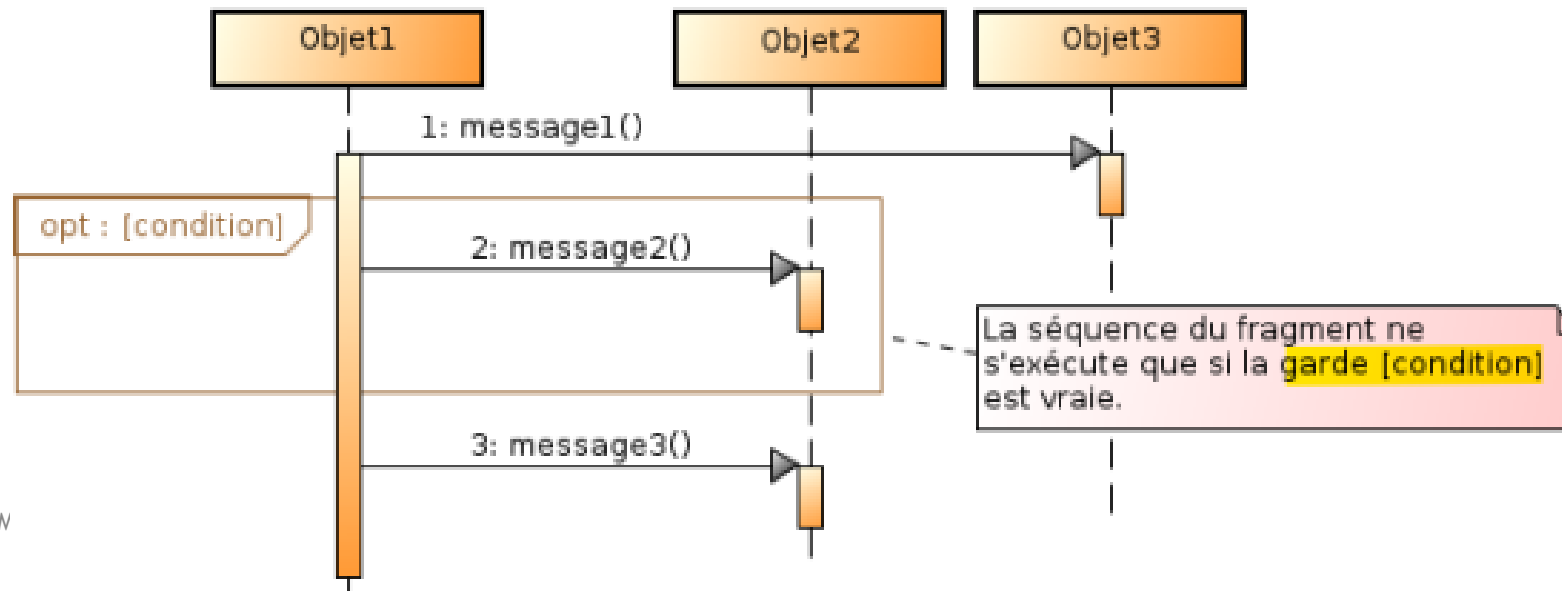 Objet1
Objet2
Objet3
1: message1()
opt : [condition]
2: message2()
La séquence du fragment ne
s'exécute que si la garde [condition]
est vraie.
3: message3()